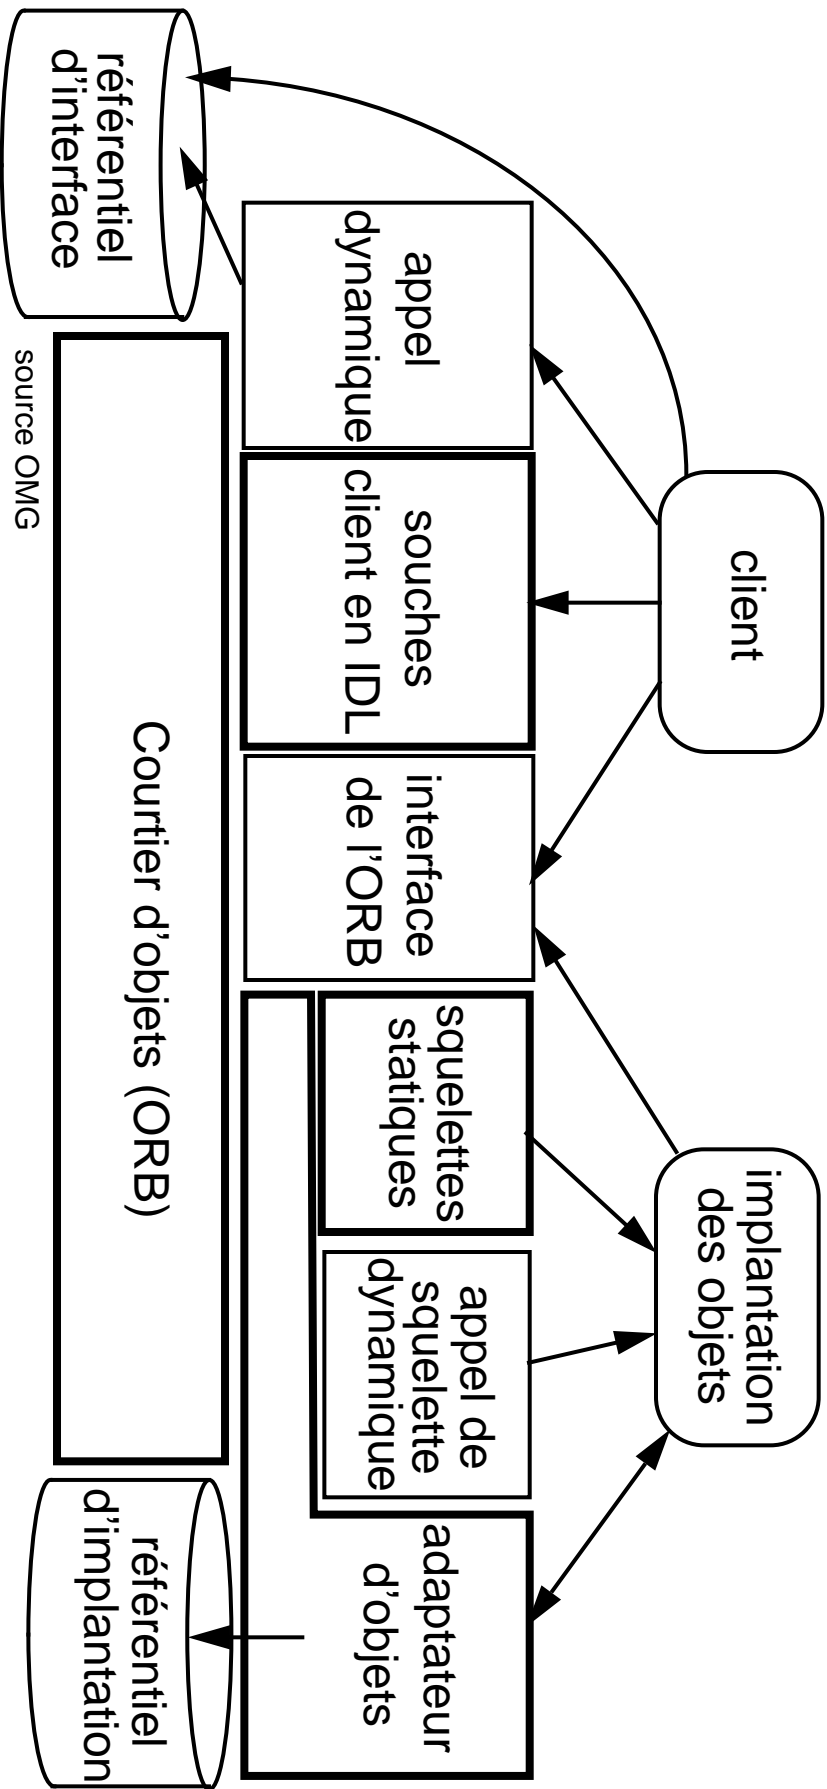 client
implantation
des objets
appel
dynamique
souches
client en IDL
interface
de l'ORB
squelettes
statiques
appel de
squelette
dynamique
adaptateur
d'objets
référentiel
d'interface
Courtier d'objets (ORB)
référentiel
d'implantation
source OMG